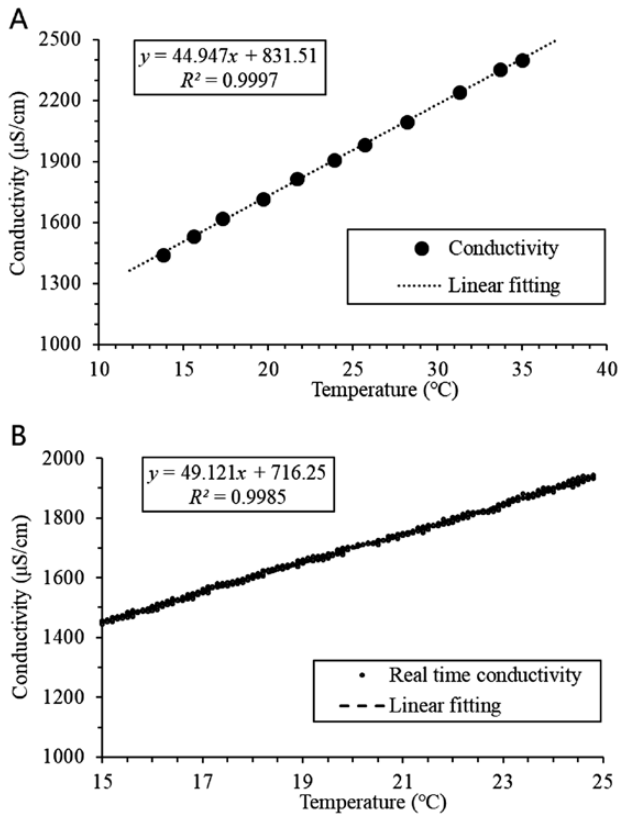 A
y = 44.947x + 831.51
R² = 0.9997
Conductivity (μS/cm)
2500
2200
1900
1600
1300
1000
Conductivity
Linear fitting
10 15 20 25 30 35 40
Temperature (℃)
B
y = 49.121x + 716.25
R² = 0.9985
Conductivity (μS/cm)
2000
1800
1600
1400
1200
1000
Real time conductivity
Linear fitting
15 17 19 21 23 25
Temperature (℃)